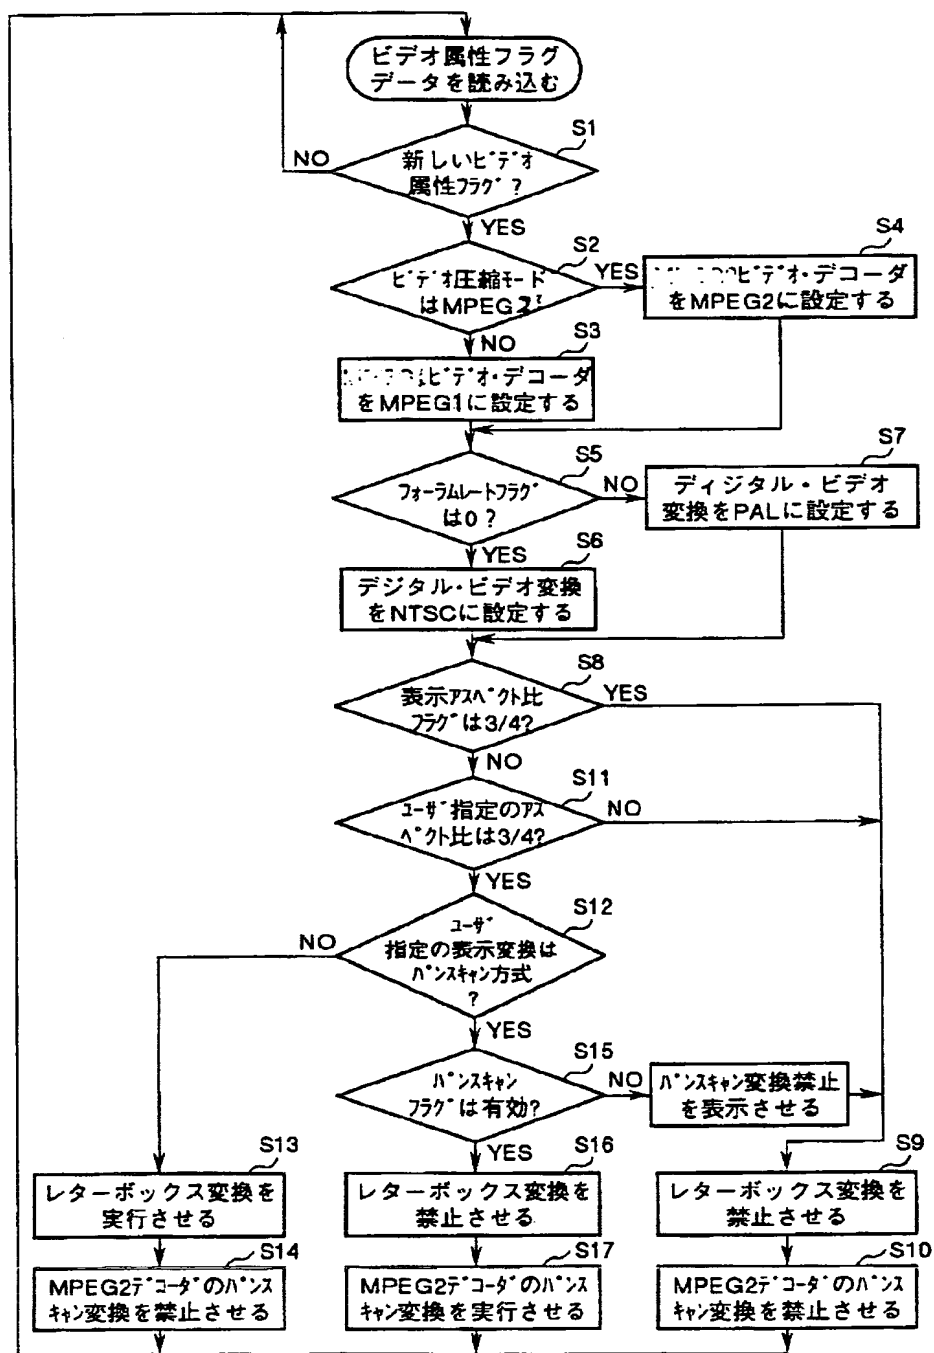 ビデオ属性フラグ
データを読み込む
S1
NO
新しいビデオ
属性フラグ?
YES
S2
ビデオ圧縮モード
はMPEG2?
YES
S4
ビデオ・デコーダ
をMPEG2に設定する
NO
S3
ビデオ・デコーダ
をMPEG1に設定する
S5
フォーラムレートフラグ
は0?
NO
S7
ディジタル・ビデオ
変換をPALに設定する
YES
S6
デジタル・ビデオ変換
をNTSCに設定する
S8
表示アスペクト比
フラグは3/4?
YES
NO
S11
ユーザ指定のアス
ペクト比は3/4?
NO
YES
S12
NO
ユーザ
指定の表示変換は
パンスキャン方式
?
YES
S15
パンスキャン
フラグは有効?
NO
パンスキャン変換禁止
を表示させる
YES
S13
レターボックス変換を
実行させる
S16
レターボックス変換を
禁止させる
S9
レターボックス変換を
禁止させる
S14
MPEG2デコーダのパンス
キャン変換を禁止させる
S17
MPEG2デコーダのパンス
キャン変換を実行させる
S10
MPEG2デコーダのパンス
キャン変換を禁止させる